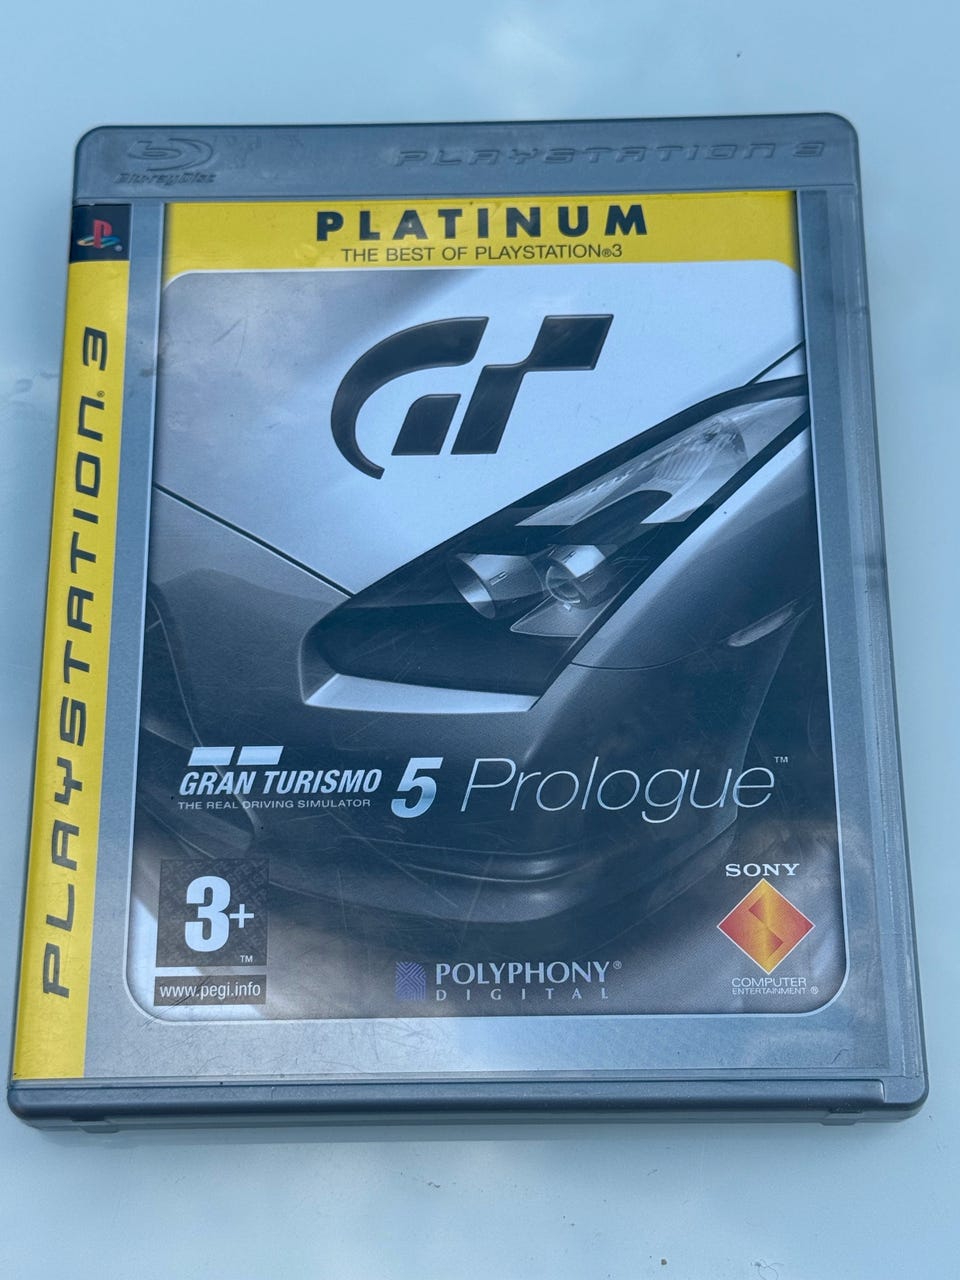 Blu-ray Disc
PLAYSTATION 3
PLATINUM
THE BEST OF PLAYSTATION®3
PLAYSTATION®3
GT
GRAN TURISMO 5 Prologue™
THE REAL DRIVING SIMULATOR
3+™
www.pegi.info
POLYPHONY®
DIGITAL
SONY
COMPUTER
ENTERTAINMENT®